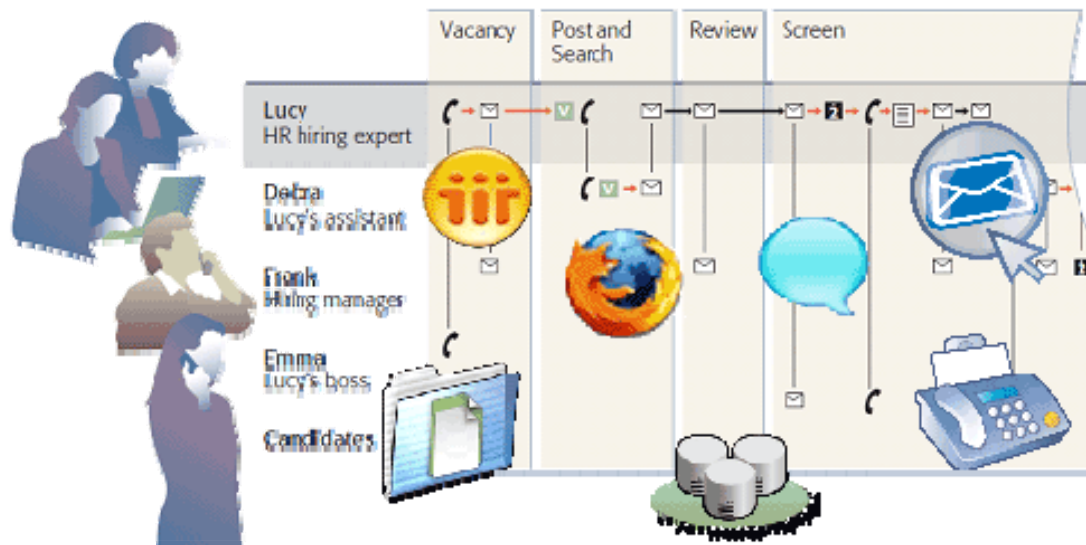 Vacancy
Post and
Search
Review
Screen
Lucy
HR hiring expert
Debra
Lucy's assistant
Frank
Hiring manager
Emma
Lucy's boss
Candidates